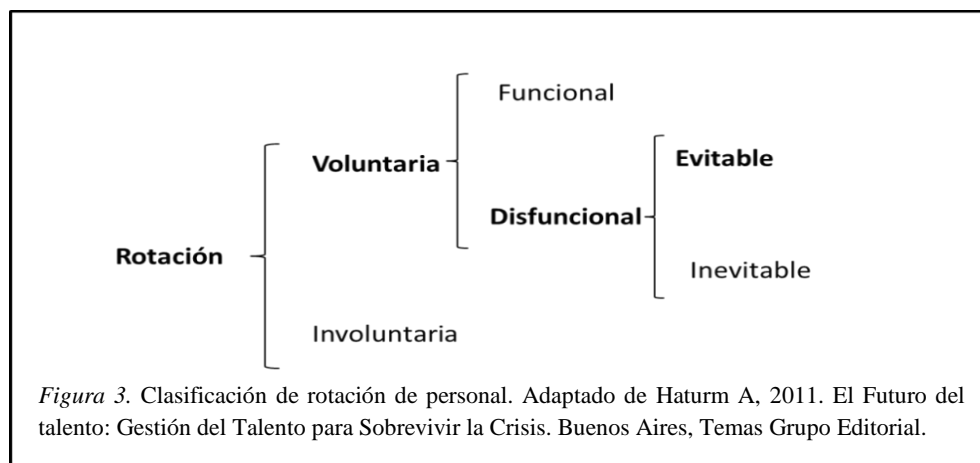 Funcional
Voluntaria
Evitable
Disfuncional
Rotación
Inevitable
Involuntaria
Figura 3. Clasificación de rotación de personal. Adaptado de Haturm A, 2011. El Futuro del
talento: Gestión del Talento para Sobrevivir la Crisis. Buenos Aires, Temas Grupo Editorial.